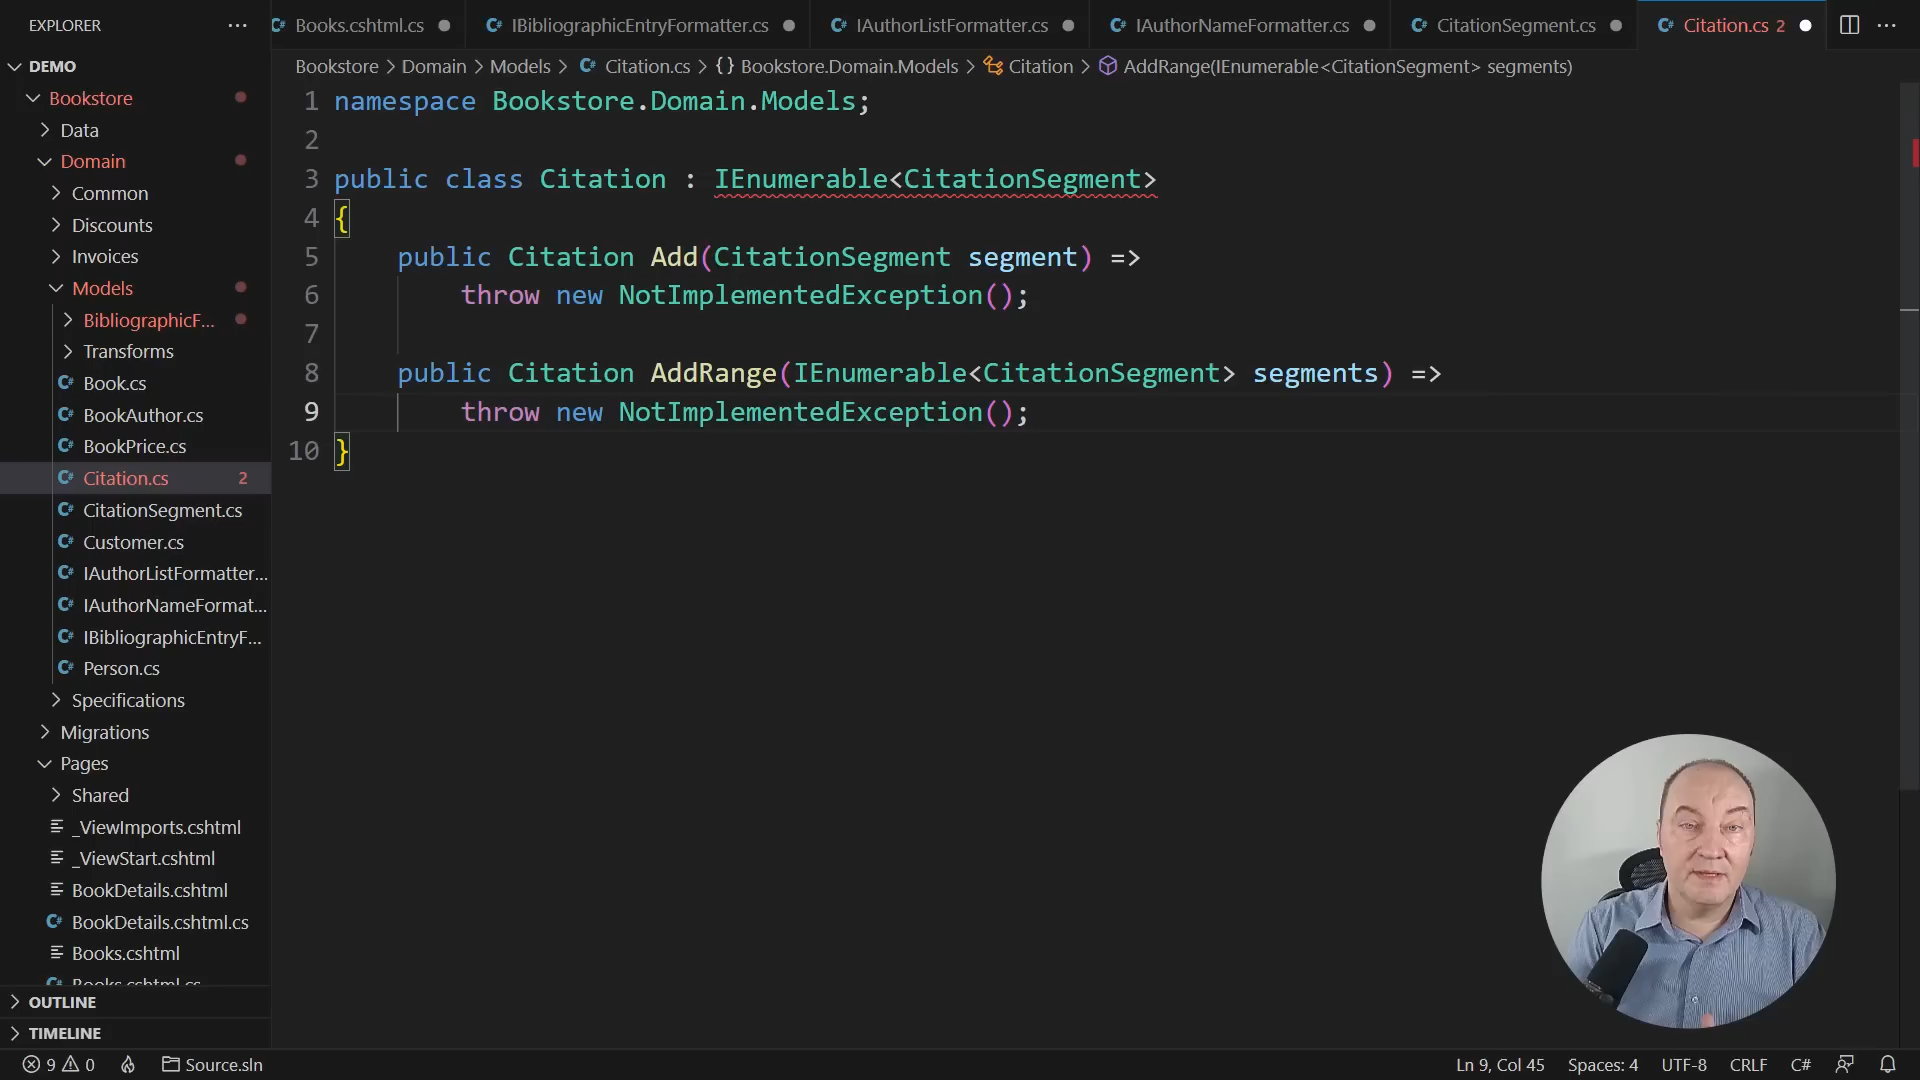 EXPLORER
Books.cshtml.cs
IBibliographicEntryFormatter.cs
IAuthorListFormatter.cs
IAuthorNameFormatter.cs
CitationSegment.cs
Citation.cs 2
DEMO
Bookstore > Domain > Models > Citation.cs > {} Bookstore.Domain.Models > Citation > AddRange(IEnumerable<CitationSegment> segments)
Bookstore
Data
Domain
Common
Discounts
Invoices
Models
BibliographicF...
Transforms
Book.cs
BookAuthor.cs
BookPrice.cs
Citation.cs 2
CitationSegment.cs
Customer.cs
IAuthorListFormatter...
IAuthorNameFormat...
IBibliographicEntryF...
Person.cs
Specifications
Migrations
Pages
Shared
_ViewImports.cshtml
_ViewStart.cshtml
BookDetails.cshtml
BookDetails.cshtml.cs
Books.cshtml
Books.cshtml.cs
OUTLINE
TIMELINE
1 namespace Bookstore.Domain.Models;
2
3 public class Citation : IEnumerable<CitationSegment>
4 {
5 public Citation Add(CitationSegment segment) =>
6 throw new NotImplementedException();
7
8 public Citation AddRange(IEnumerable<CitationSegment> segments) =>
9 throw new NotImplementedException();
10 }
9 0 Source.sln
Ln 9, Col 45 Spaces: 4 UTF-8 CRLF C#